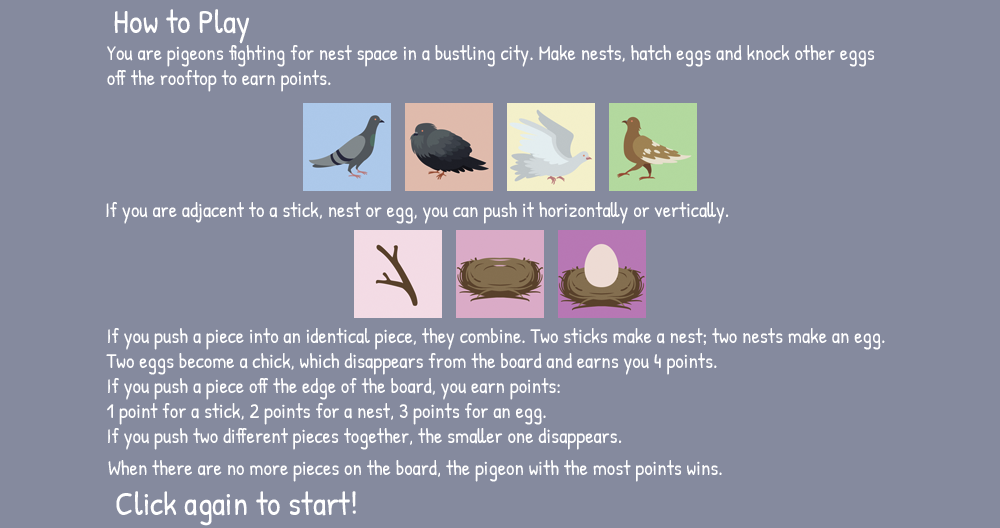 How to Play
You are pigeons fighting for nest space in a bustling city. Make nests, hatch eggs and knock other eggs
off the rooftop to earn points.
If you are adjacent to a stick, nest or egg, you can push it horizontally or vertically.
If you push a piece into an identical piece, they combine. Two sticks make a nest; two nests make an egg.
Two eggs become a chick, which disappears from the board and earns you 4 points.
If you push a piece off the edge of the board, you earn points:
1 point for a stick, 2 points for a nest, 3 points for an egg.
If you push two different pieces together, the smaller one disappears.
When there are no more pieces on the board, the pigeon with the most points wins.
Click again to start!